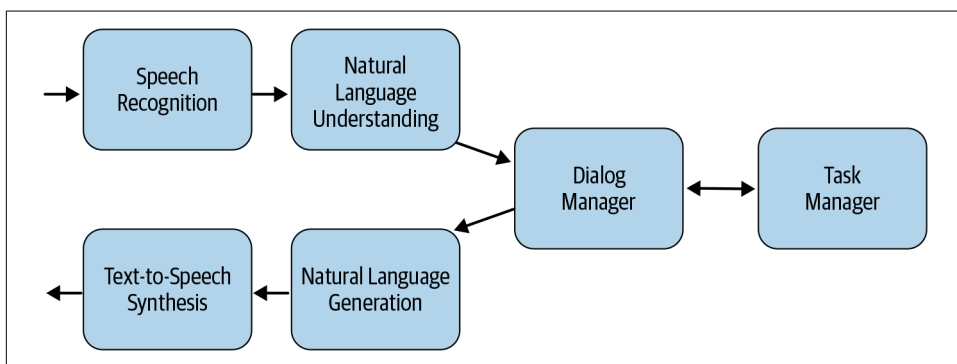 Speech
Recognition
Natural
Language
Understanding
Dialog
Manager
Task
Manager
Text-to-Speech
Synthesis
Natural Language
Generation